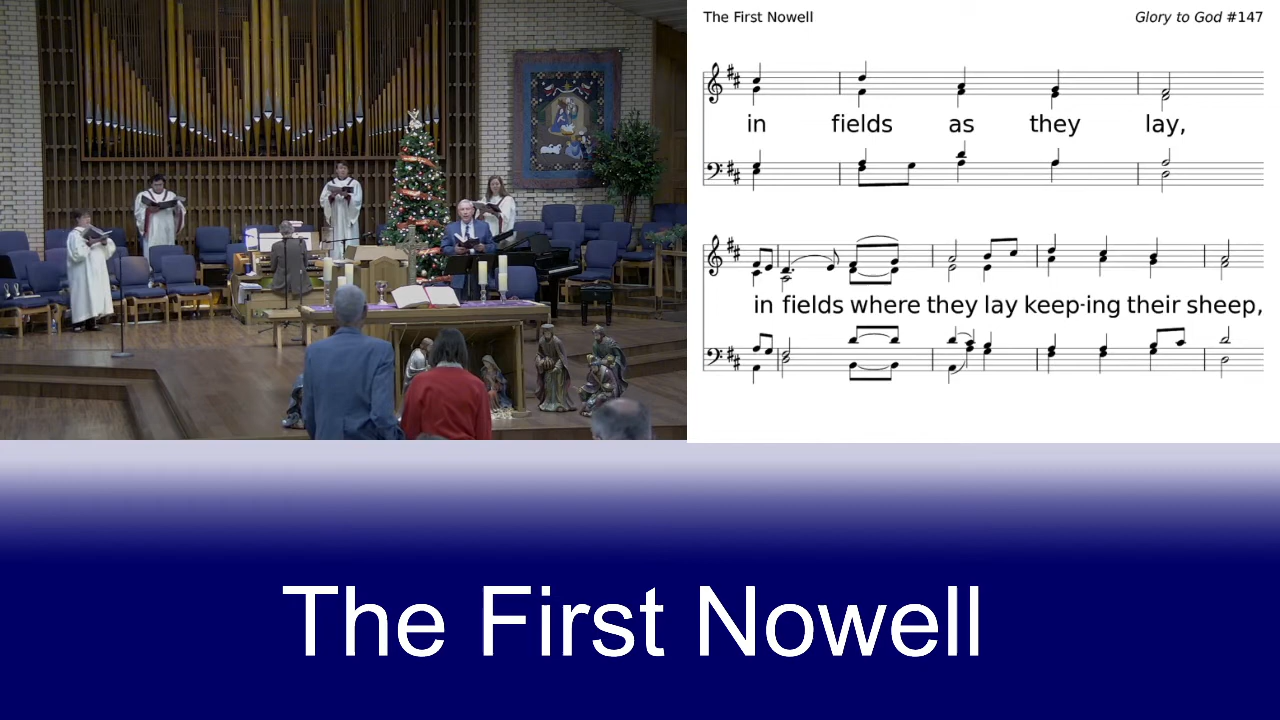 The First Nowell
Glory to God #147
in fields as they lay,
in fields where they lay keep-ing their sheep,
The First Nowell